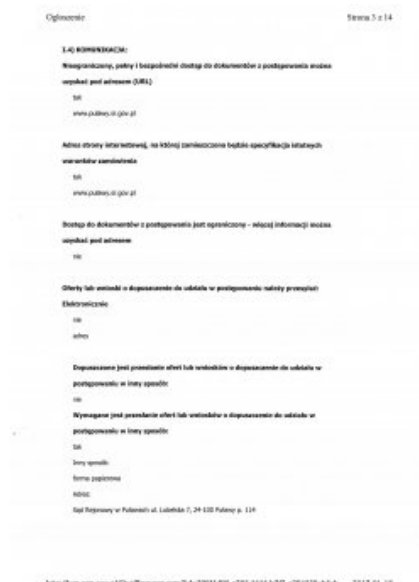 Ogłoszenie
Strona 3 z 14
I.4) KOMUNIKACJA:
Nieograniczony, pełny i bezpośredni dostęp do dokumentów z postępowania można
uzyskać pod adresem (URL)
tak
www.pulawy.sr.gov.pl
Adres strony internetowej, na której zamieszczona będzie specyfikacja istotnych
warunków zamówienia
tak
www.pulawy.sr.gov.pl
Dostęp do dokumentów z postępowania jest ograniczony - więcej informacji można
uzyskać pod adresem
nie
Oferty lub wnioski o dopuszczenie do udziału w postępowaniu należy przesyłać:
Elektronicznie
nie
adres
Dopuszczone jest przesłanie ofert lub wniosków o dopuszczenie do udziału w
postępowaniu w inny sposób:
nie
Wymagane jest przesłanie ofert lub wniosków o dopuszczenie do udziału w
postępowaniu w inny sposób:
tak
Inny sposób:
forma papierowa
Adres:
Sąd Rejonowy w Puławach ul. Lubelska 7, 24-100 Puławy p. 114